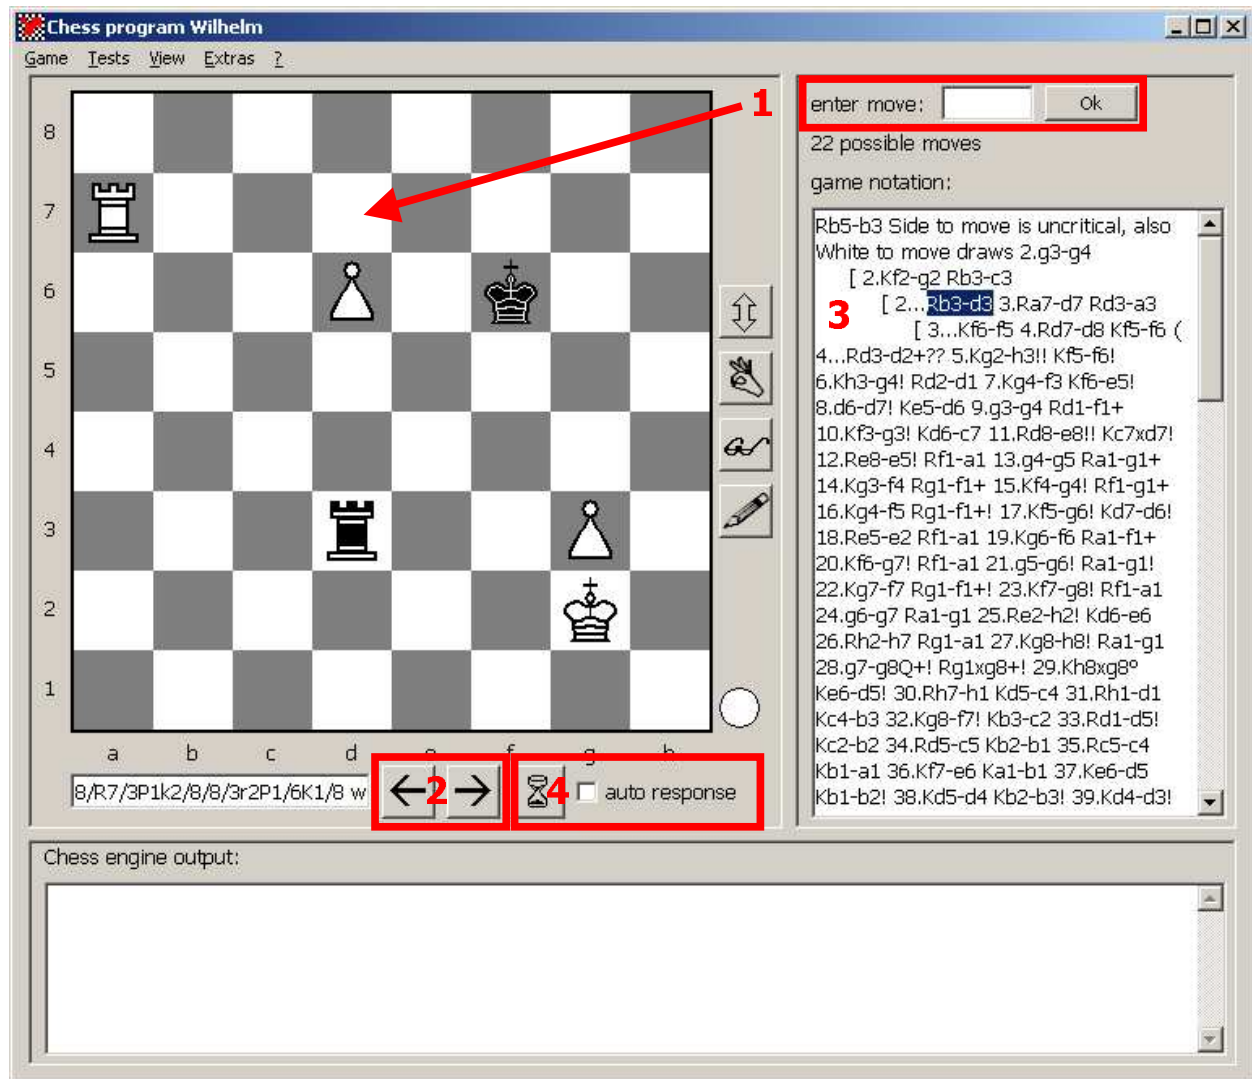 Chess program Wilhelm
Game Tests View Extras ?
8
7
6
5
4
3
2
1
a b c d e f g h
1
8/R7/3P1k2/8/8/3r2P1/6K1/8 w
2
4 auto response
enter move: Ok
22 possible moves
game notation:
Rb5-b3 Side to move is uncritical, also
White to move draws 2.g3-g4
[ 2.Kf2-g2 Rb3-c3
[ 2...Rb3-d3 3.Ra7-d7 Rd3-a3
3
[ 3...Kf6-f5 4.Rd7-d8 Kf5-f6 (
4...Rd3-d2+?? 5.Kg2-h3!! Kf5-f6!
6.Kh3-g4! Rd2-d1 7.Kg4-f3 Kf6-e5!
8.d6-d7! Ke5-d6 9.g3-g4 Rd1-f1+
10.Kf3-g3! Kd6-c7 11.Rd8-e8!! Kc7xd7!
12.Re8-e5! Rf1-a1 13.g4-g5 Ra1-g1+
14.Kg3-f4 Rg1-f1+ 15.Kf4-g4! Rf1-g1+
16.Kg4-f5 Rg1-f1+! 17.Kf5-g6! Kd7-d6!
18.Re5-e2 Rf1-a1 19.Kg6-f6 Ra1-f1+
20.Kf6-g7! Rf1-a1 21.g5-g6! Ra1-g1!
22.Kg7-f7 Rg1-f1+! 23.Kf7-g8! Rf1-a1
24.g6-g7 Ra1-g1 25.Re2-h2! Kd6-e6
26.Rh2-h7 Rg1-a1 27.Kg8-h8! Ra1-g1
28.g7-g8Q+! Rg1xg8+! 29.Kh8xg8º
Ke6-d5! 30.Rh7-h1 Kd5-c4 31.Rh1-d1
Kc4-b3 32.Kg8-f7! Kb3-c2 33.Rd1-d5!
Kc2-b2 34.Rd5-c5 Kb2-b1 35.Rc5-c4
Kb1-a1 36.Kf7-e6 Ka1-b1 37.Ke6-d5
Kb1-b2! 38.Kd5-d4 Kb2-b3! 39.Kd4-d3!
Chess engine output: